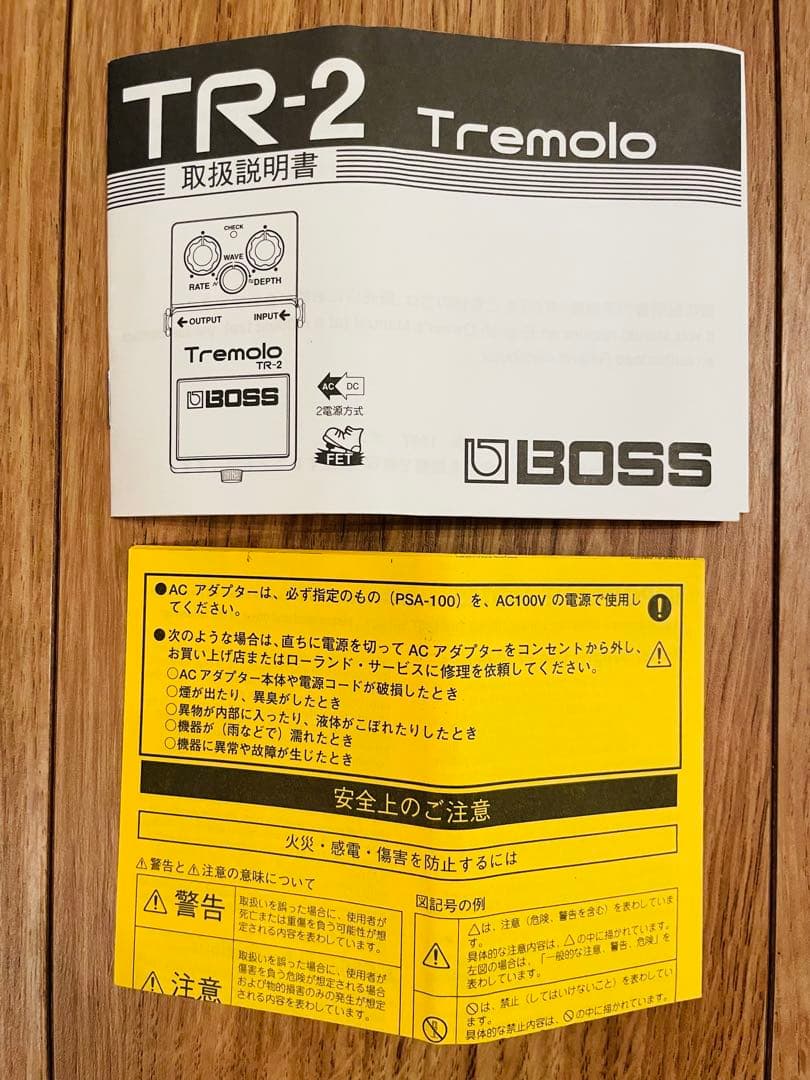 TR-2 Tremolo
取扱説明書
CHECK
WAVE
RATE DEPTH
OUTPUT INPUT
Tremolo
TR-2
BOSS
AC DC
2電源方式
FET
BOSS
●AC アダプターは、必ず指定のもの（PSA-100）を、AC100V の電源で使用し
てください。
●次のような場合は、直ちに電源を切って AC アダプターをコンセントから外し、
お買い上げ店またはローランド・サービスに修理を依頼してください。
○AC アダプター本体や電源コードが破損したとき
○煙が出たり、異臭がしたとき
○異物が内部に入ったり、液体がこぼれたりしたとき
○機器が（雨などで）濡れたとき
○機器に異常や故障が生じたとき
安全上のご注意
火災・感電・傷害を防止するには
⚠警告と⚠注意の意味について
⚠警告
取扱いを誤った場合に、使用者が
死亡または重傷を負う可能性が想
定される内容を表わしています。
⚠注意
取扱いを誤った場合に、使用者が
傷害を負う危険が想定される場合
および物的損害のみの発生が想定
される内容を表わしています。
図記号の例
△は、注意（危険、警告を含む）を表わしていま
す。
具体的な注意内容は、△の中に描かれています。
左図の場合は、「一般的な注意、警告、危険」を
表わしています。
⃠は、禁止（してはいけないこと）を表わしてい
ます。
具体的な禁止内容は、⃠の中に描かれています。